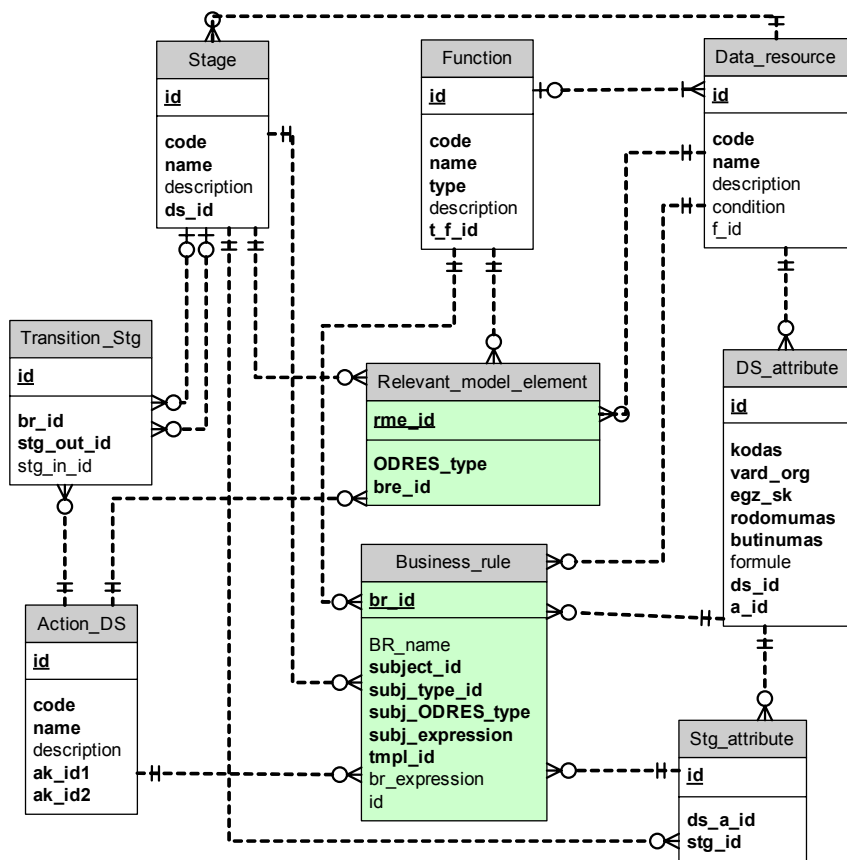 Stage
id
code
name
description
ds_id
Function
id
code
name
type
description
t_f_id
Data_resource
id
code
name
description
condition
f_id
Transition_Stg
id
br_id
stg_out_id
stg_in_id
Relevant_model_element
rme_id
ODRES_type
bre_id
DS_attribute
id
kodas
vard_org
egz_sk
rodomumas
butinumas
formule
ds_id
a_id
Action_DS
id
code
name
description
ak_id1
ak_id2
Business_rule
br_id
BR_name
subject_id
subj_type_id
subj_ODRES_type
subj_expression
tmpl_id
br_expression
id
Stg_attribute
id
ds_a_id
stg_id